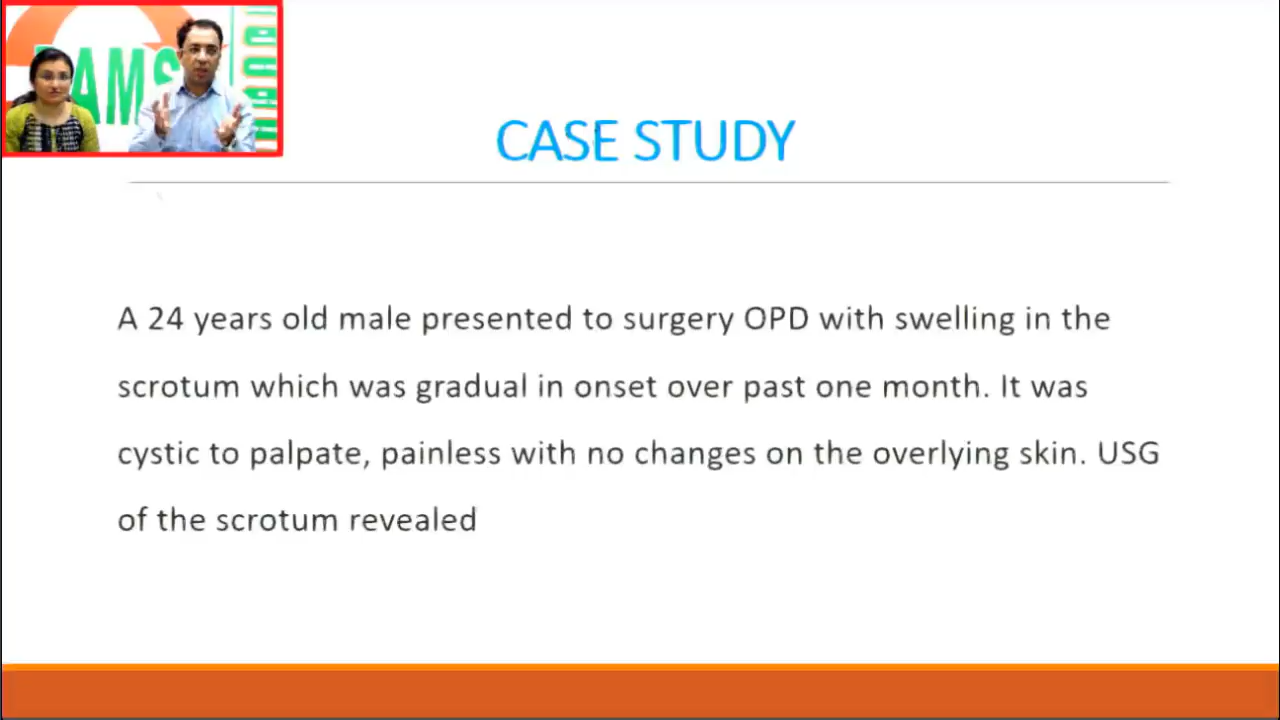 AMS
CASE STUDY
A 24 years old male presented to surgery OPD with swelling in the
scrotum which was gradual in onset over past one month. It was
cystic to palpate, painless with no changes on the overlying skin. USG
of the scrotum revealed